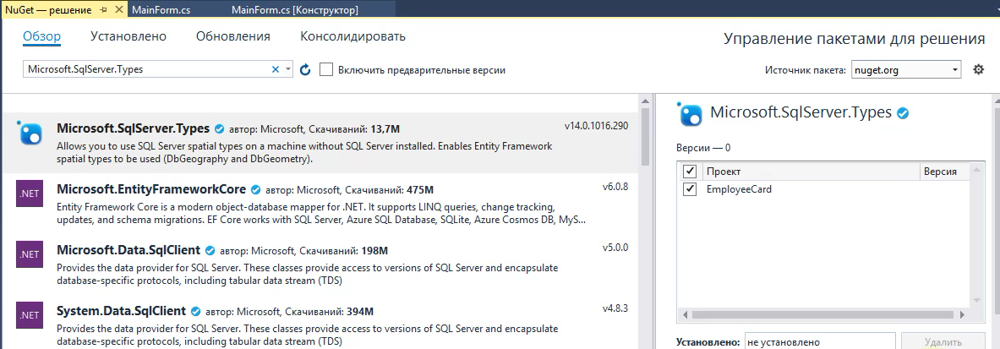 NuGet — решение
MainForm.cs
MainForm.cs [Конструктор]
Обзор
Установлено
Обновления
Консолидировать
Управление пакетами для решения
Microsoft.SqlServer.Types
Включить предварительные версии
Источник пакета: nuget.org
Microsoft.SqlServer.Types автор: Microsoft, Скачиваний: 13,7M
v14.0.1016.290
Allows you to use SQL Server spatial types on a machine without SQL Server installed. Enables Entity Framework
spatial types to be used (DbGeography and DbGeometry).
.NET
Microsoft.EntityFrameworkCore автор: Microsoft, Скачиваний: 475M
v6.0.8
Entity Framework Core is a modern object-database mapper for .NET. It supports LINQ queries, change tracking,
updates, and schema migrations. EF Core works with SQL Server, Azure SQL Database, SQLite, Azure Cosmos DB, MyS...
.NET
Microsoft.Data.SqlClient автор: Microsoft, Скачиваний: 198M
v5.0.0
Provides the data provider for SQL Server. These classes provide access to versions of SQL Server and encapsulate
database-specific protocols, including tabular data stream (TDS)
.NET
System.Data.SqlClient автор: Microsoft, Скачиваний: 394M
v4.8.3
Provides the data provider for SQL Server. These classes provide access to versions of SQL Server and encapsulate
database-specific protocols, including tabular data stream (TDS)
Microsoft.SqlServer.Types
Версии — 0
Проект
Версия
EmployeeCard
Установлено: не установлено
Удалить